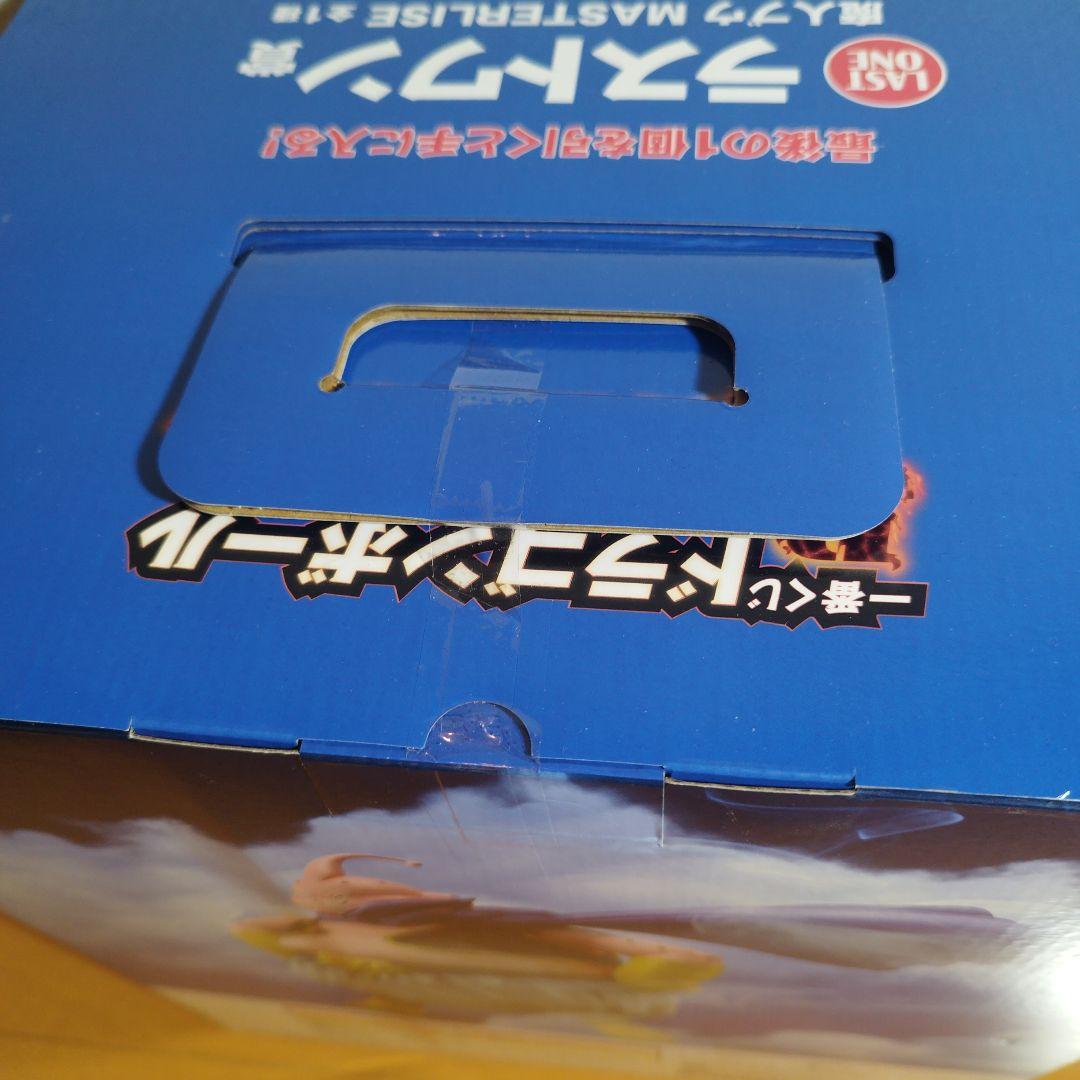 一番くじ
ドラゴンボール
最後の1個を引くと手に入る!
LAST
ONE
ラストワン賞
魔人ブウ MASTERLISE 全1種